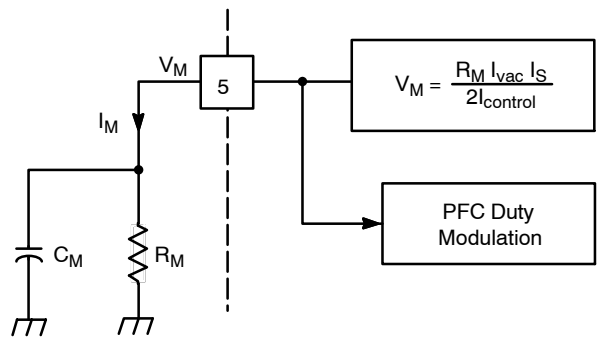 V_M
5
V_M = R_M I_vac I_S / 2I_control
I_M
C_M
R_M
PFC Duty
Modulation